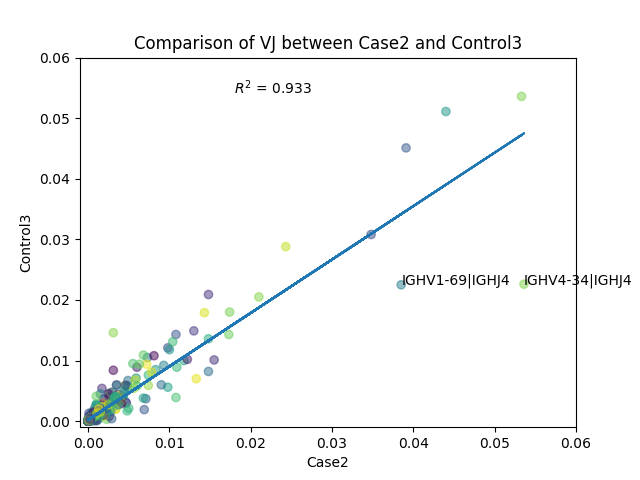 Comparison of VJ between Case2 and Control3
R² = 0.933
0.06
0.05
0.04
0.03
0.02
0.01
0.00
Control3
IGHV1-69|IGHJ4
IGHV4-34|IGHJ4
0.00 0.01 0.02 0.03 0.04 0.05 0.06
Case2